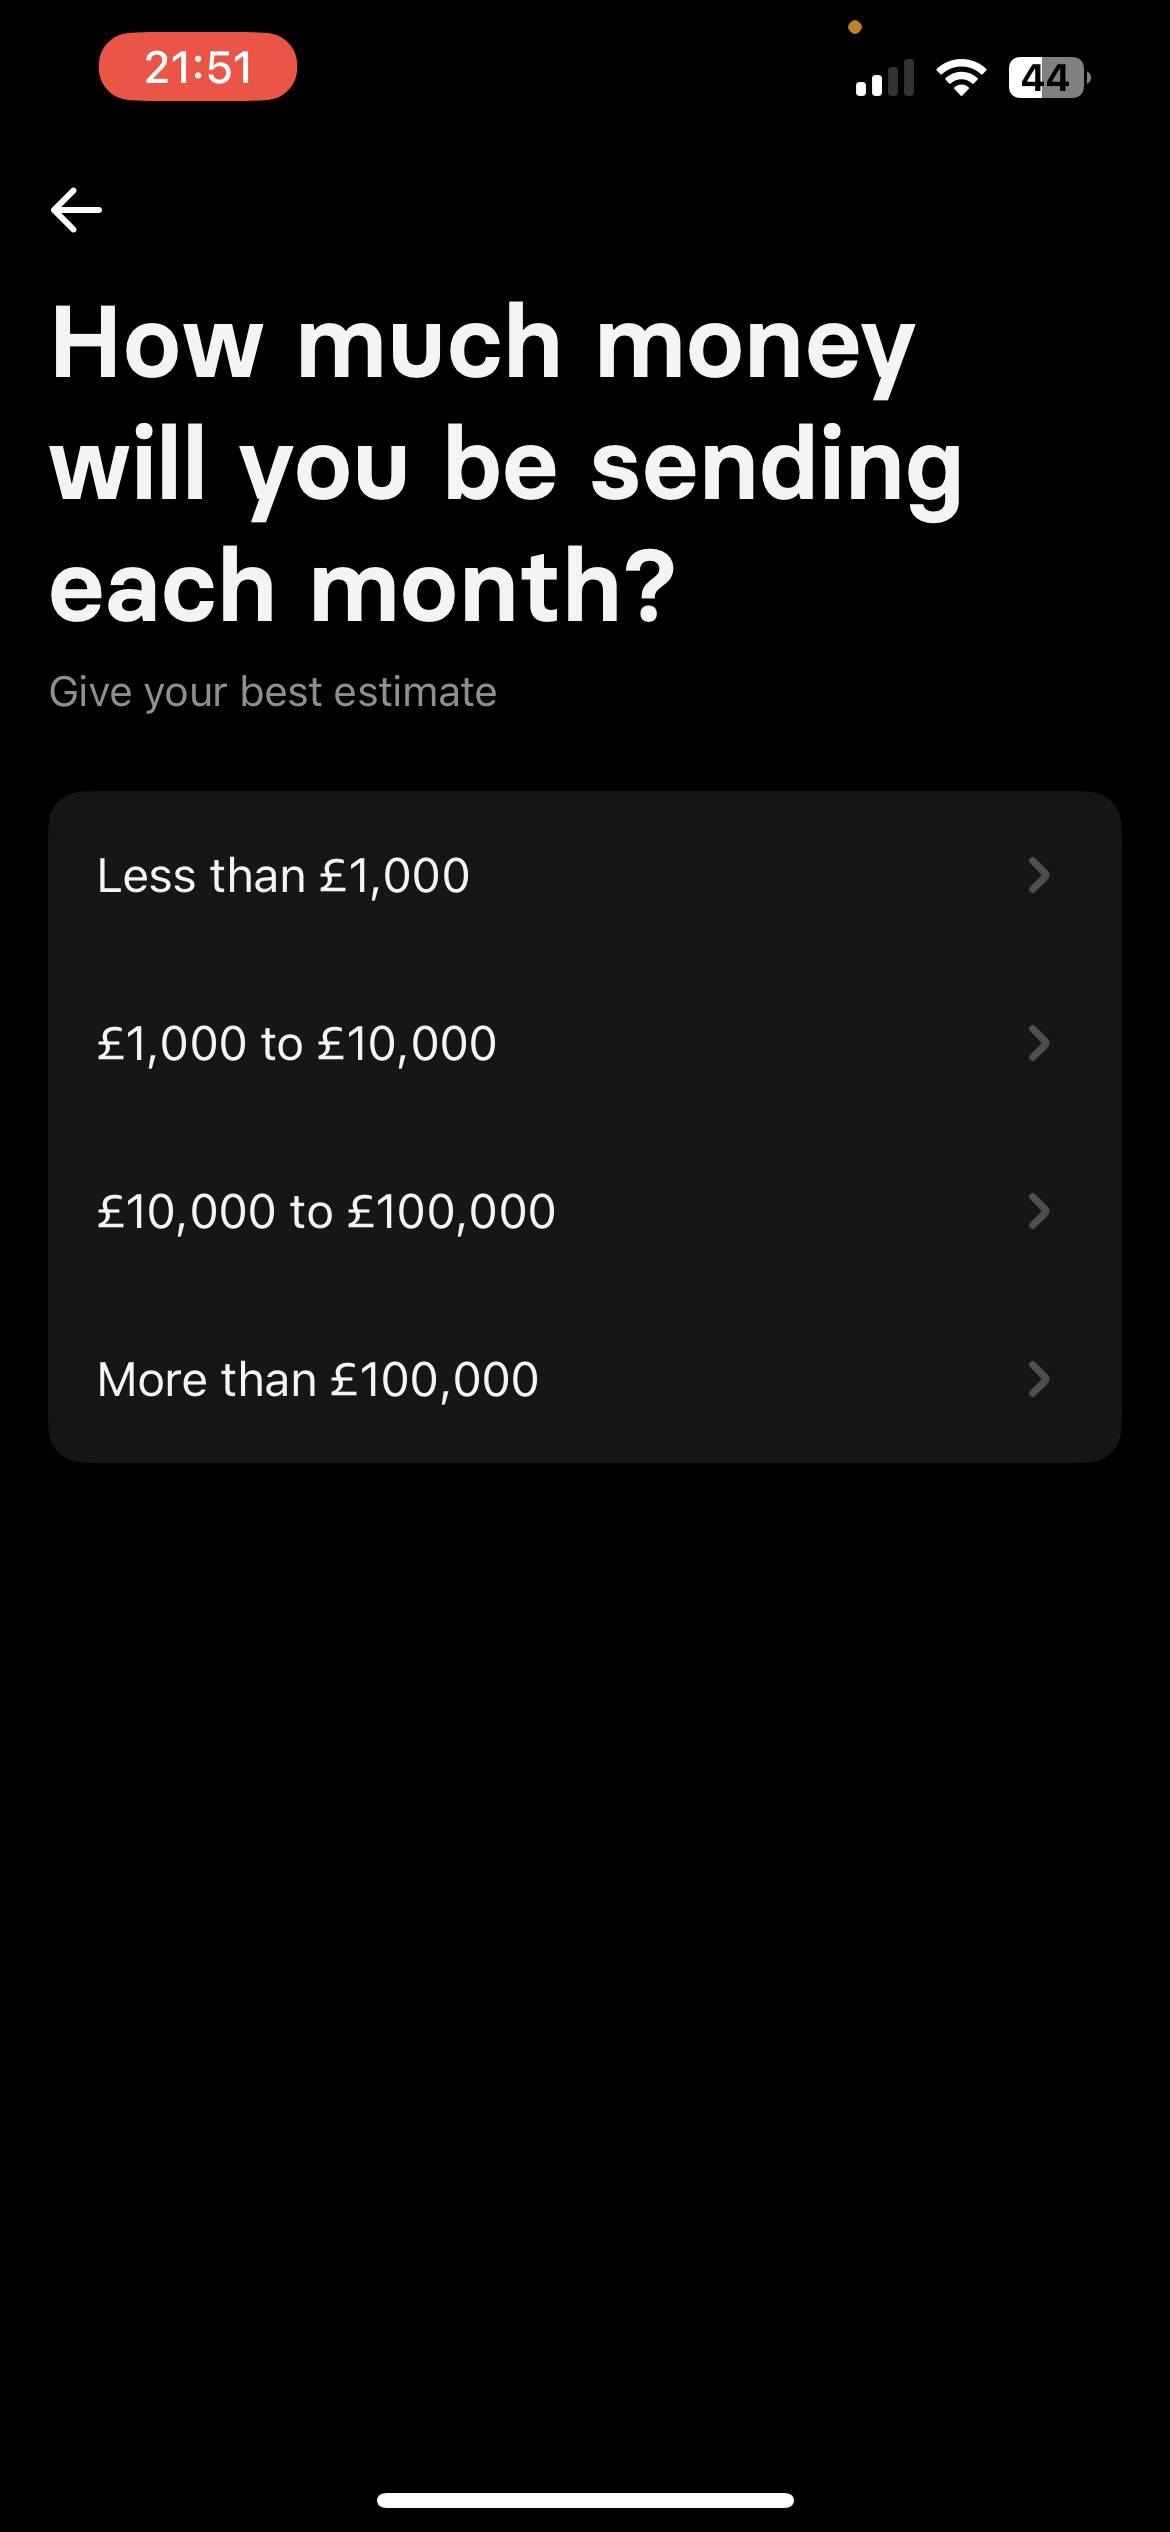 21:51
44
How much money
will you be sending
each month?
Give your best estimate
Less than £1,000
£1,000 to £10,000
£10,000 to £100,000
More than £100,000